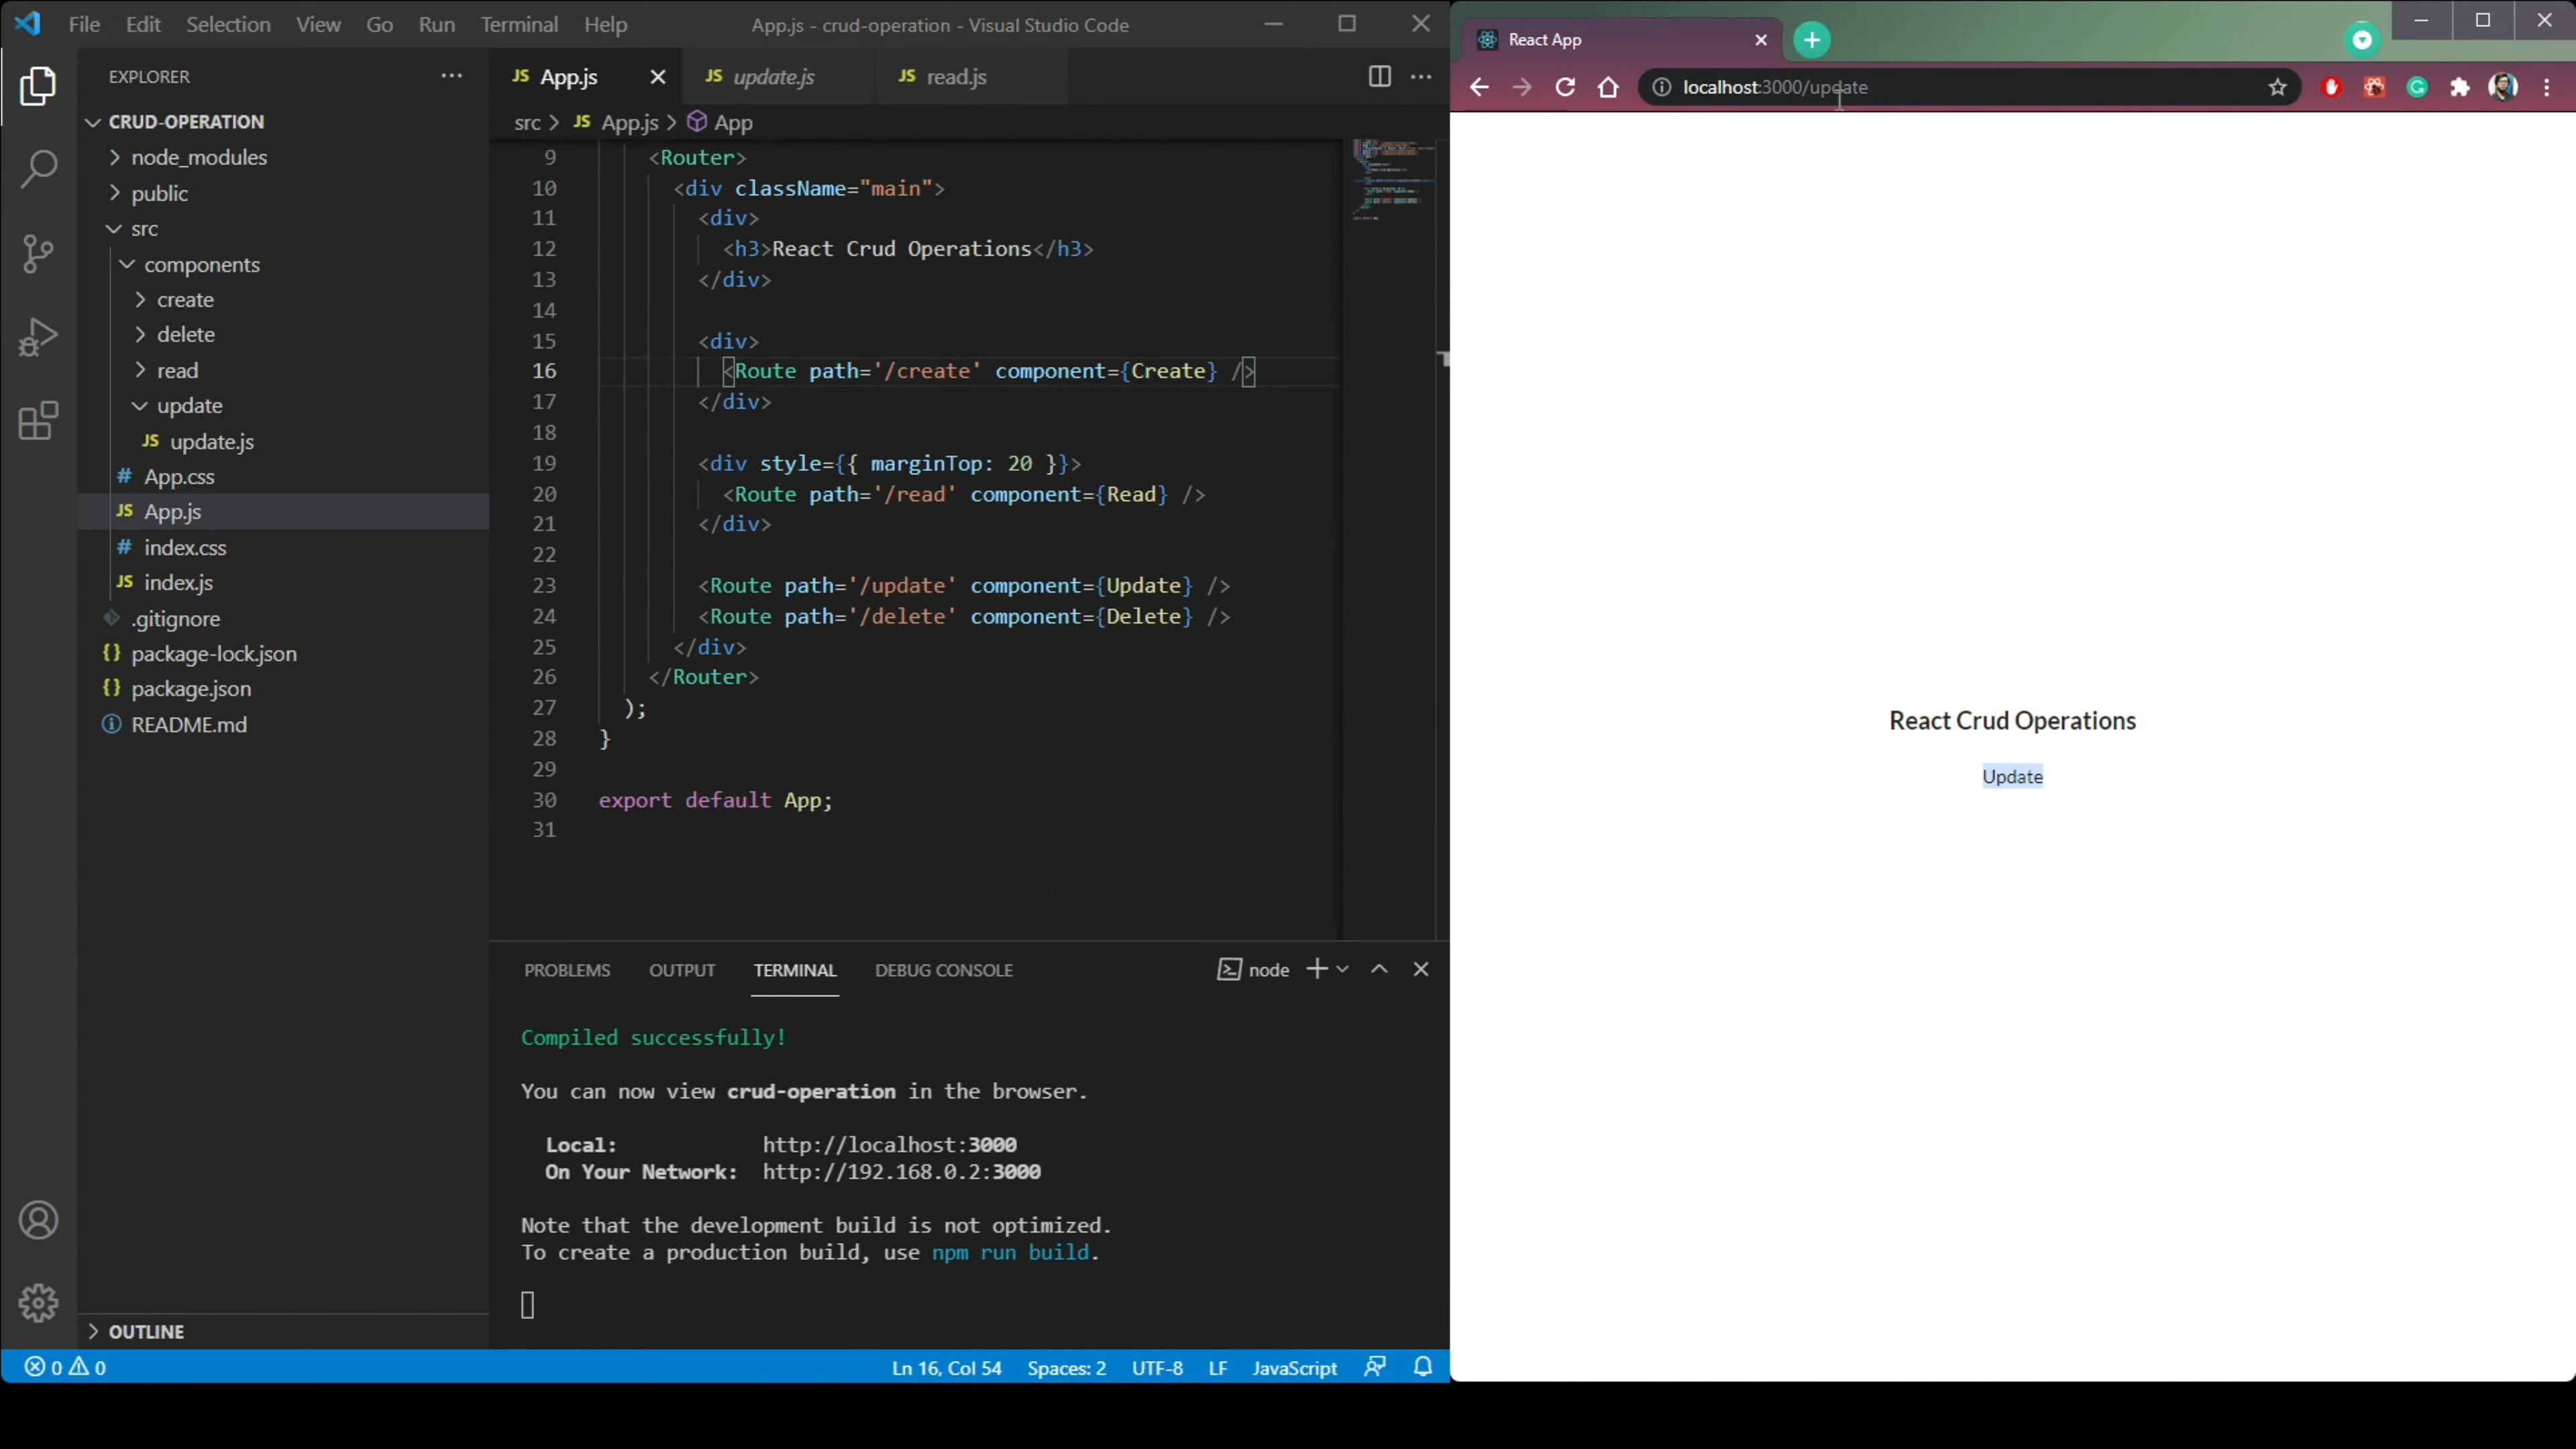 File Edit Selection View Go Run Terminal Help
App.js - crud-operation - Visual Studio Code
EXPLORER
CRUD-OPERATION
node_modules
public
src
components
create
delete
read
update
JS update.js
# App.css
JS App.js
# index.css
JS index.js
.gitignore
{} package-lock.json
{} package.json
README.md
OUTLINE
JS App.js
JS update.js
JS read.js
src > JS App.js > App
9 <Router>
10 <div className="main">
11 <div>
12 <h3>React Crud Operations</h3>
13 </div>
14
15 <div>
16 <Route path='/create' component={Create} />
17 </div>
18
19 <div style={{ marginTop: 20 }}>
20 <Route path='/read' component={Read} />
21 </div>
22
23 <Route path='/update' component={Update} />
24 <Route path='/delete' component={Delete} />
25 </div>
26 </Router>
27 );
28 }
29
30 export default App;
31
PROBLEMS OUTPUT TERMINAL DEBUG CONSOLE
node
Compiled successfully!
You can now view crud-operation in the browser.
Local: http://localhost:3000
On Your Network: http://192.168.0.2:3000
Note that the development build is not optimized.
To create a production build, use npm run build.
0 0
Ln 16, Col 54 Spaces: 2 UTF-8 LF JavaScript
React App
localhost:3000/update
React Crud Operations
Update